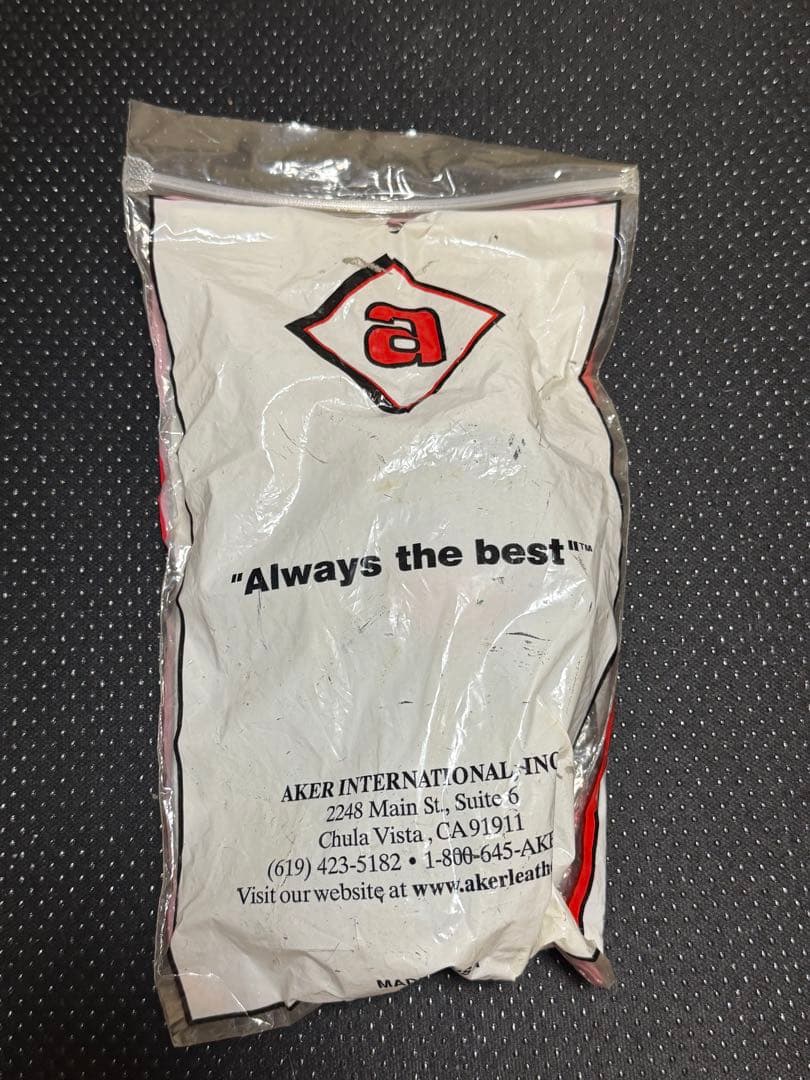 a
"Always the best"™
AKER INTERNATIONAL, INC
2248 Main St., Suite 6
Chula Vista, CA 91911
(619) 423-5182 • 1-800-645-AKE
Visit our website at www.akerleath